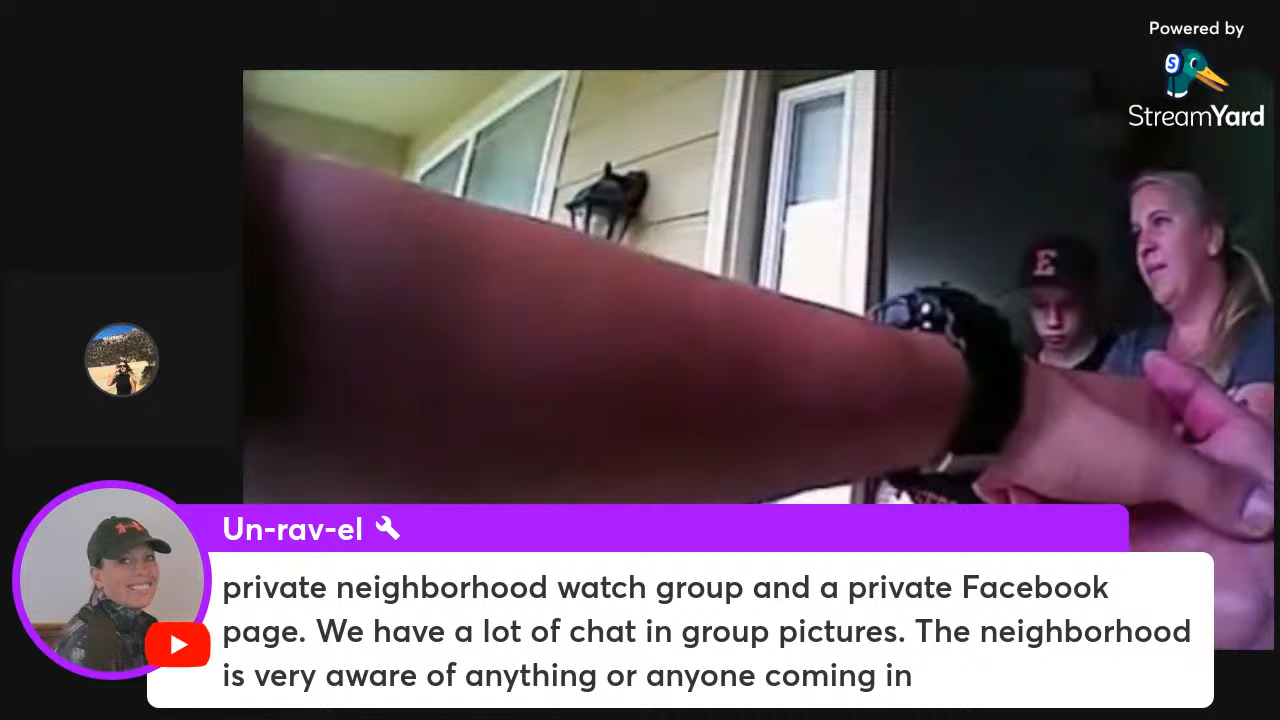 Powered by
StreamYard
E
Un-rav-el
private neighborhood watch group and a private Facebook
page. We have a lot of chat in group pictures. The neighborhood
is very aware of anything or anyone coming in